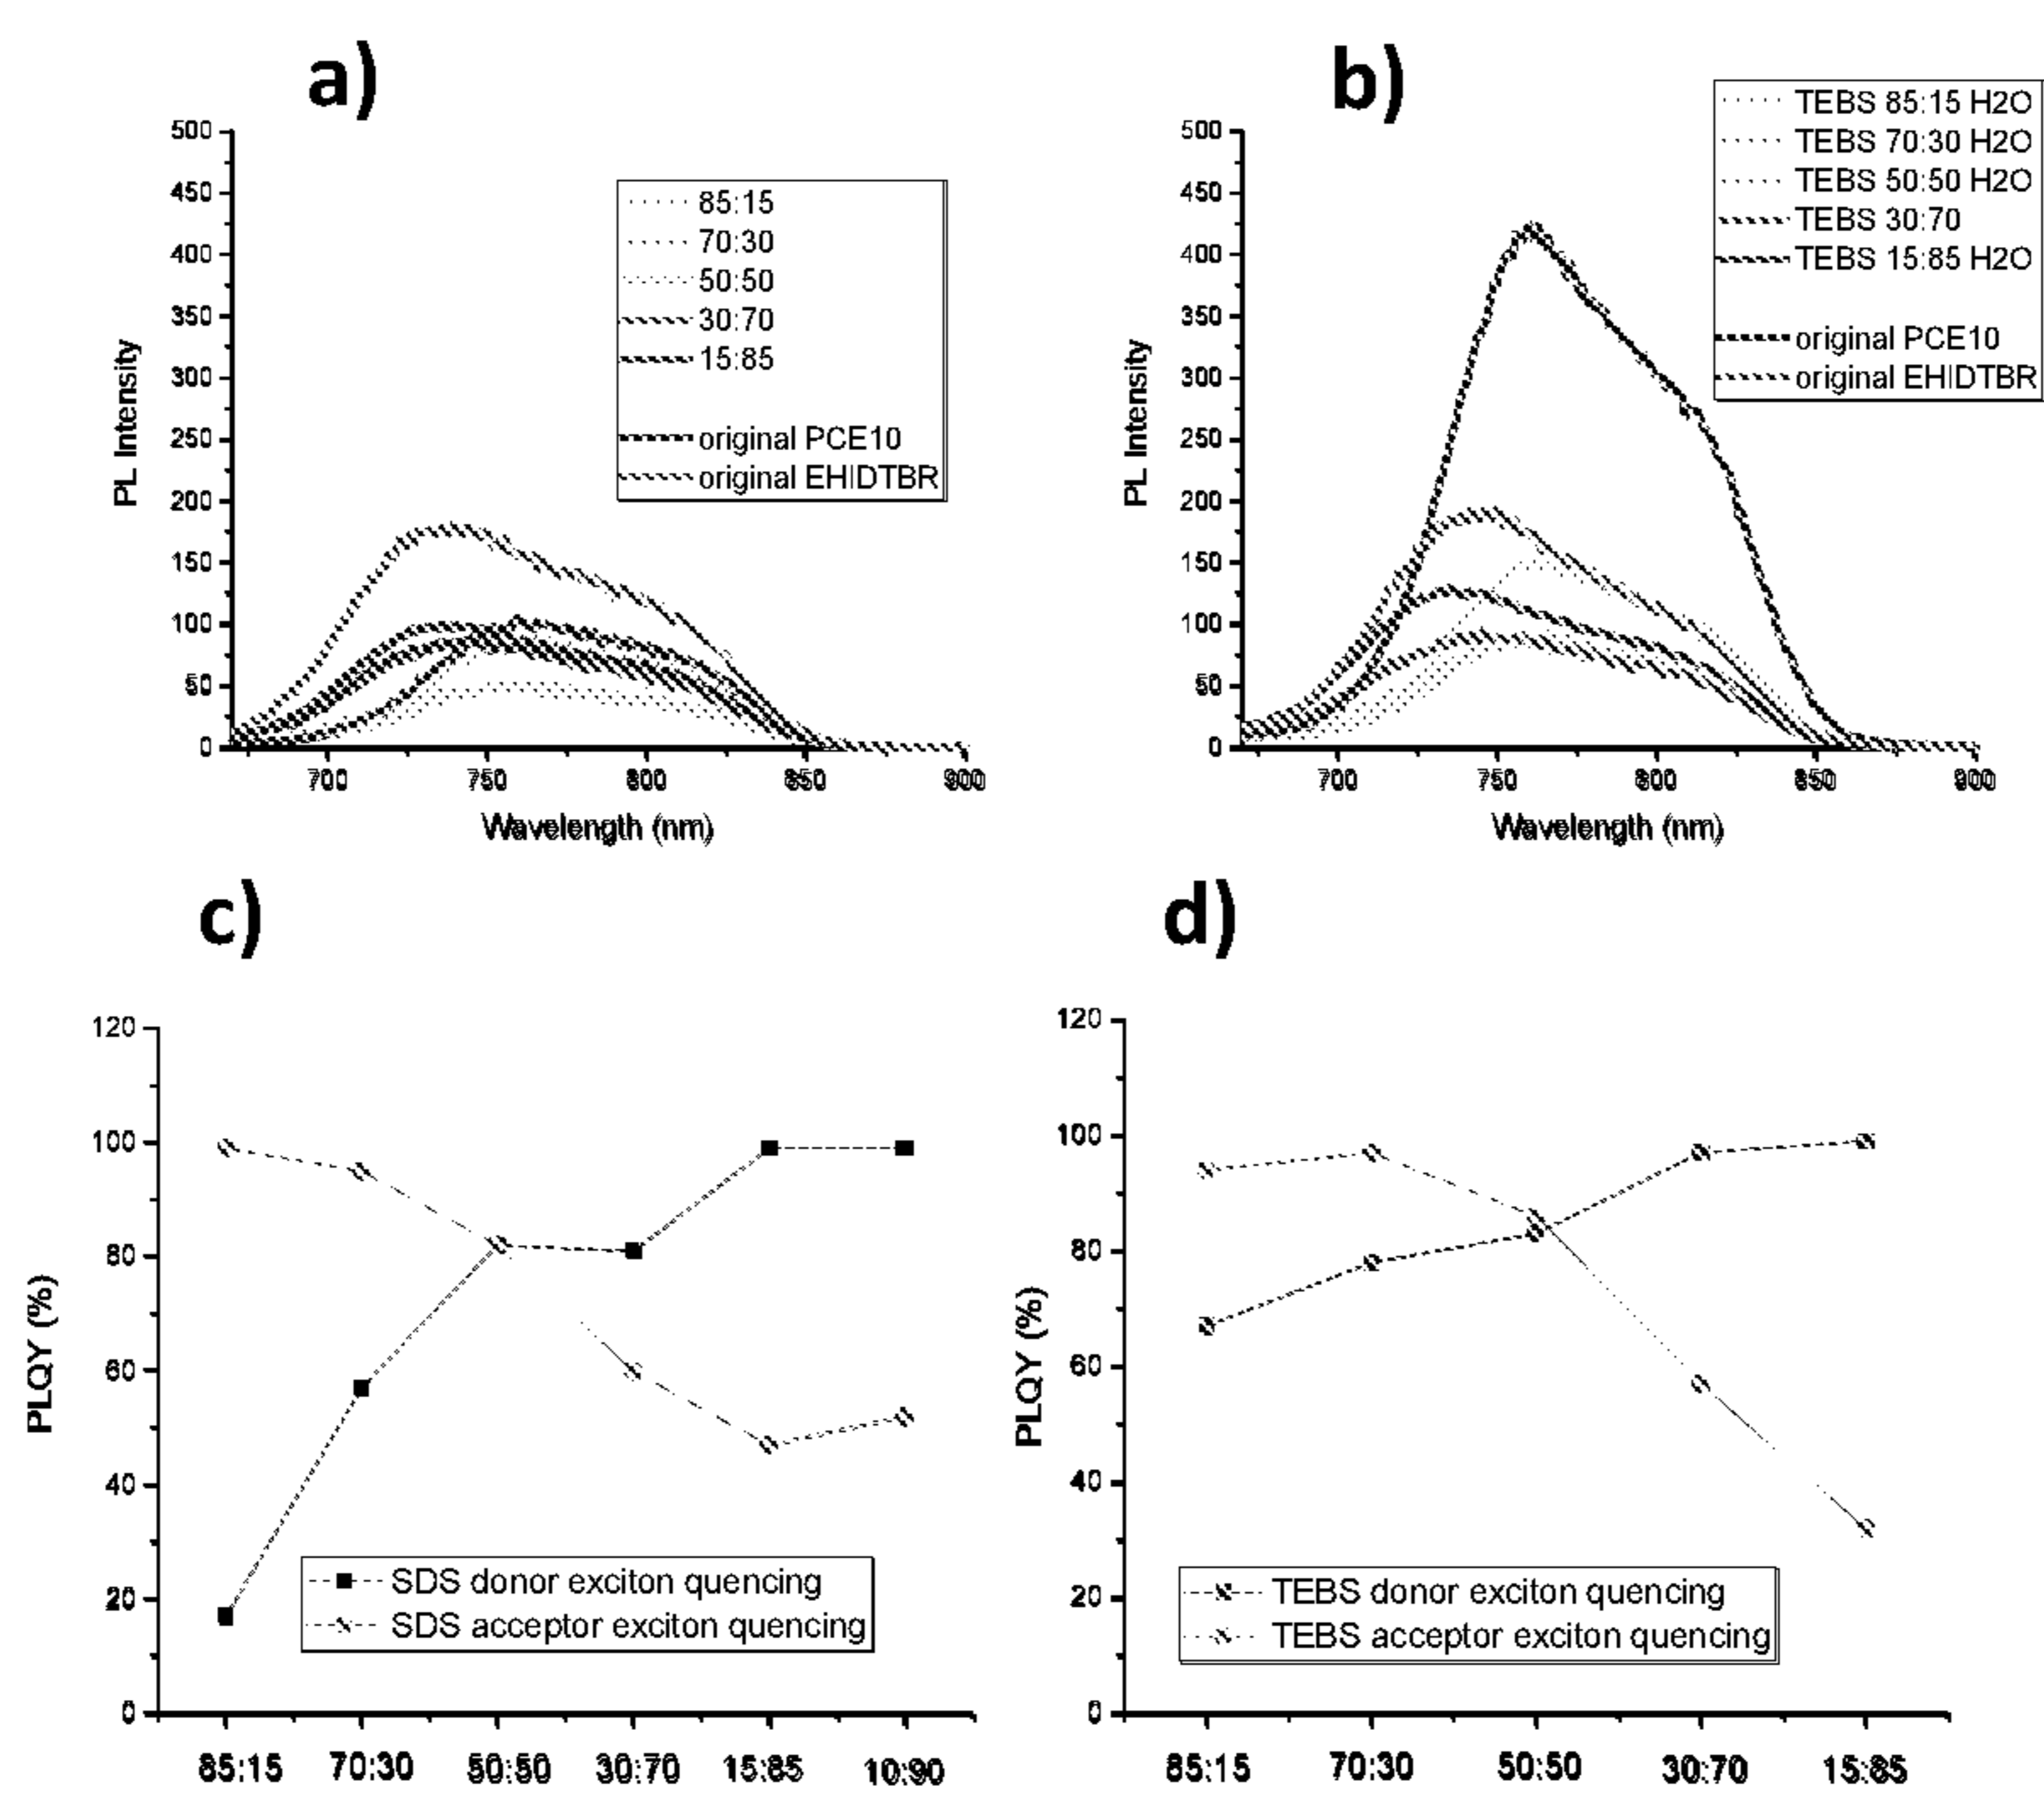 a)
500
450
400
350
300
250
200
150
100
50
0
PL Intensity
85:15
70:30
50:50
30:70
15:85
original PCE10
original EHIDTBR
700 750 800 850 900
Wavelength (nm)
b)
500
450
400
350
300
250
200
150
100
50
0
PL Intensity
TEBS 85:15 H2O
TEBS 70:30 H2O
TEBS 50:50 H2O
TEBS 30:70
TEBS 15:85 H2O
original PCE10
original EHIDTBR
700 750 800 850 900
Wavelength (nm)
c)
120
100
80
60
40
20
0
PLQY (%)
SDS donor exciton quencing
SDS acceptor exciton quencing
85:15 70:30 50:50 30:70 15:85 10:90
d)
120
100
80
60
40
20
0
PLQY (%)
TEBS donor exciton quencing
TEBS acceptor exciton quencing
85:15 70:30 50:50 30:70 15:85